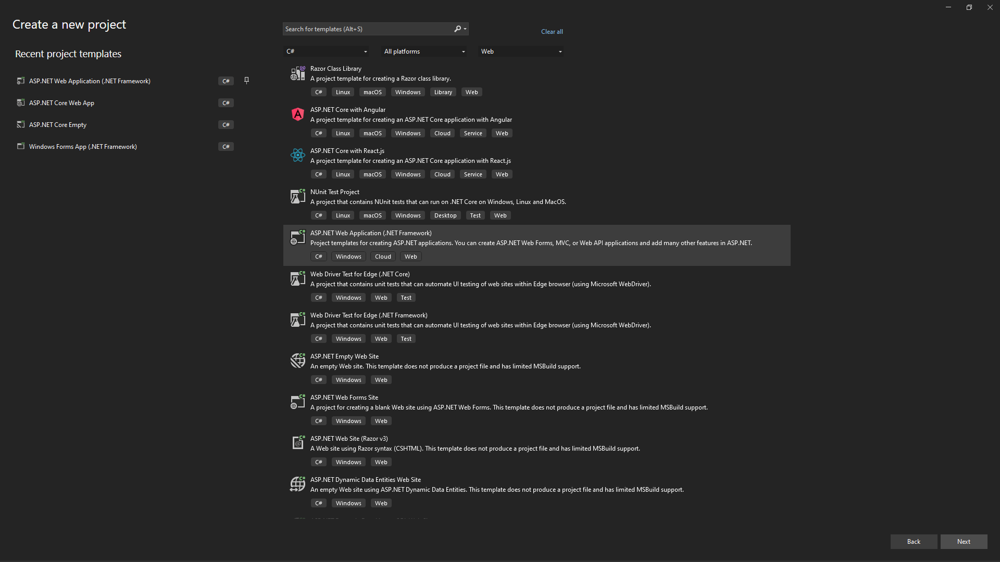 Create a new project
Recent project templates
ASP.NET Web Application (.NET Framework) C#
ASP.NET Core Web App C#
ASP.NET Core Empty C#
Windows Forms App (.NET Framework) C#
Search for templates (Alt+S)
Clear all
C# All platforms Web
Razor Class Library
A project template for creating a Razor class library.
C# Linux macOS Windows Library Web
ASP.NET Core with Angular
A project template for creating an ASP.NET Core application with Angular
C# Linux macOS Windows Cloud Service Web
ASP.NET Core with React.js
A project template for creating an ASP.NET Core application with React.js
C# Linux macOS Windows Cloud Service Web
NUnit Test Project
A project that contains NUnit tests that can run on .NET Core on Windows, Linux and MacOS.
C# Linux macOS Windows Desktop Test Web
ASP.NET Web Application (.NET Framework)
Project templates for creating ASP.NET applications. You can create ASP.NET Web Forms, MVC, or Web API applications and add many other features in ASP.NET.
C# Windows Cloud Web
Web Driver Test for Edge (.NET Core)
A project that contains unit tests that can automate UI testing of web sites within Edge browser (using Microsoft WebDriver).
C# Windows Web Test
Web Driver Test for Edge (.NET Framework)
A project that contains unit tests that can automate UI testing of web sites within Edge browser (using Microsoft WebDriver).
C# Windows Web Test
ASP.NET Empty Web Site
An empty Web site. This template does not produce a project file and has limited MSBuild support.
C# Windows Web
ASP.NET Web Forms Site
A project for creating a blank Web site using ASP.NET Web Forms. This template does not produce a project file and has limited MSBuild support.
C# Windows Web
ASP.NET Web Site (Razor v3)
A Web site using Razor syntax (CSHTML). This template does not produce a project file and has limited MSBuild support.
C# Windows Web
ASP.NET Dynamic Data Entities Web Site
An empty Web site using ASP.NET Dynamic Data Entities. This template does not produce a project file and has limited MSBuild support.
C# Windows Web
Back Next